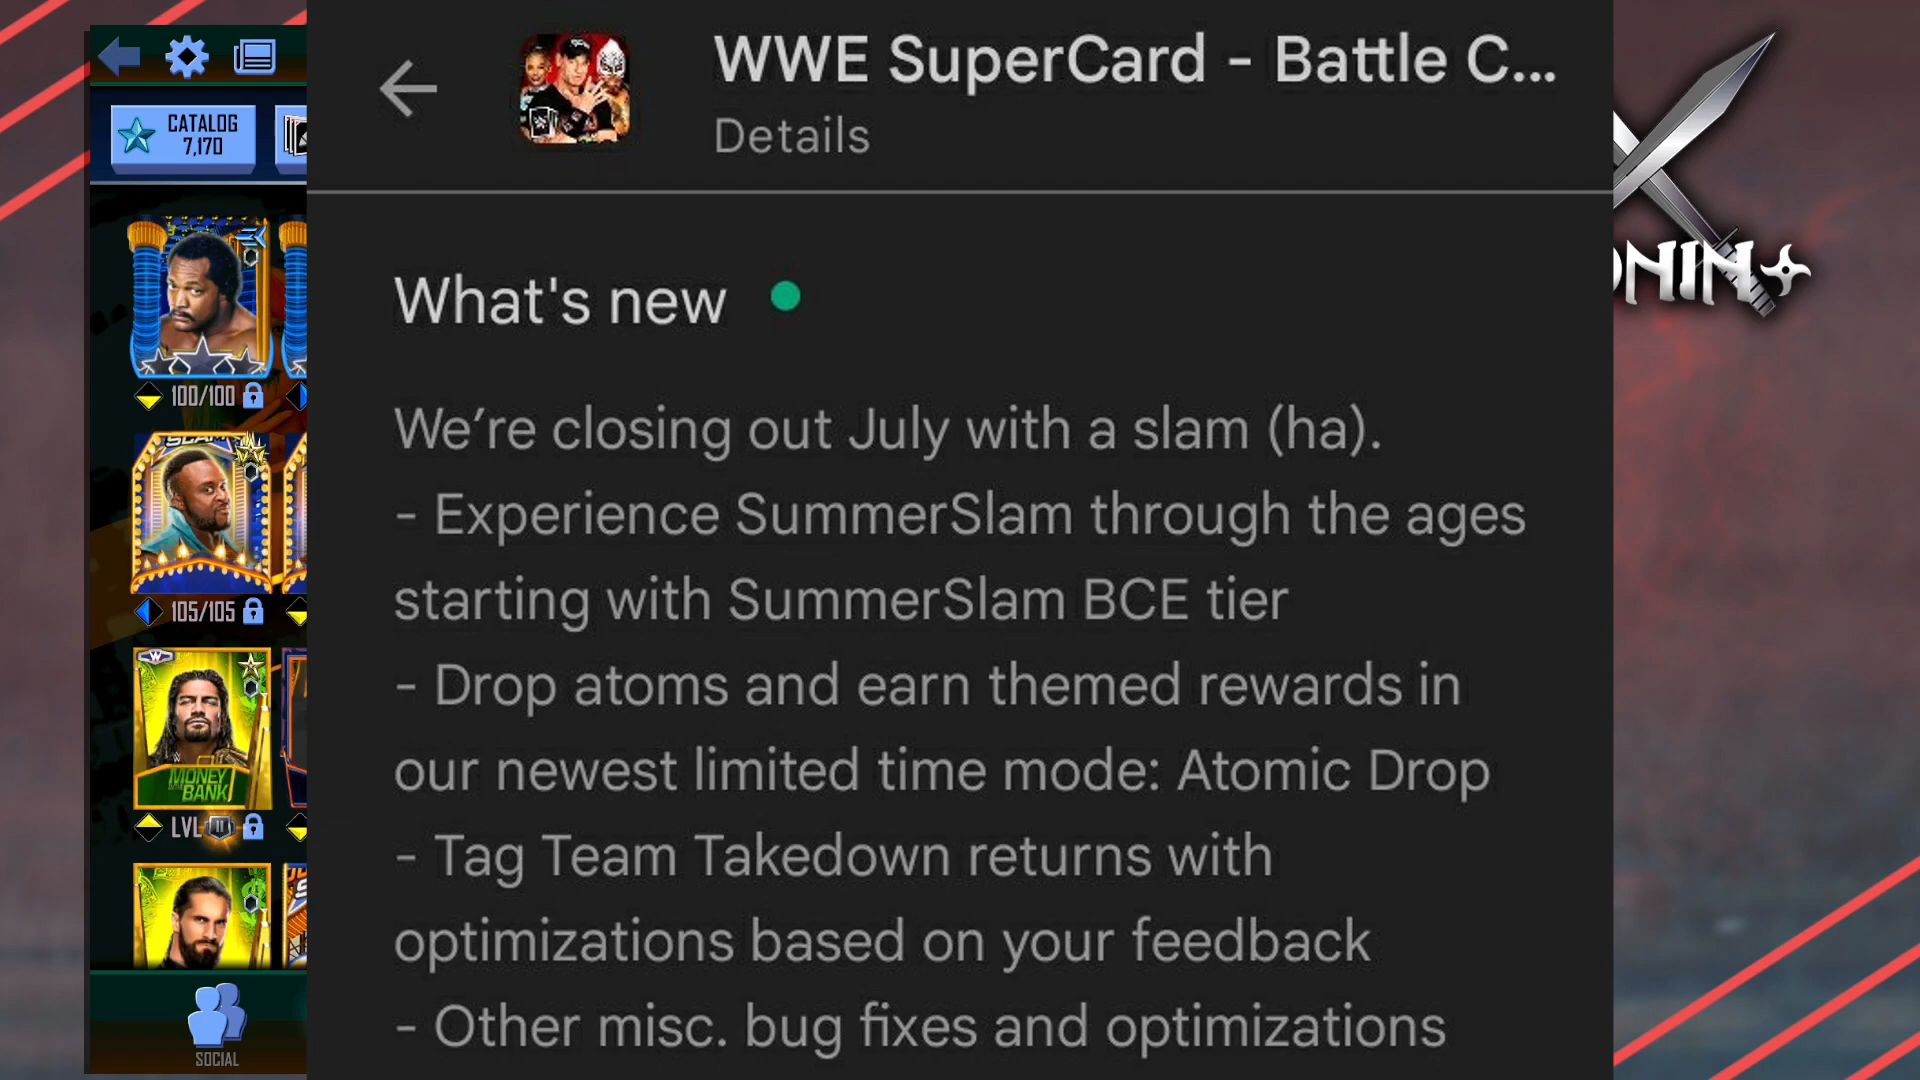 WWE SuperCard - Battle C...
Details
CATALOG
7,170
What's new
We're closing out July with a slam (ha).
- Experience SummerSlam through the ages
starting with SummerSlam BCE tier
- Drop atoms and earn themed rewards in
our newest limited time mode: Atomic Drop
- Tag Team Takedown returns with
optimizations based on your feedback
- Other misc. bug fixes and optimizations
100/100
105/105
MONEY
BANK
LVL
SOCIAL